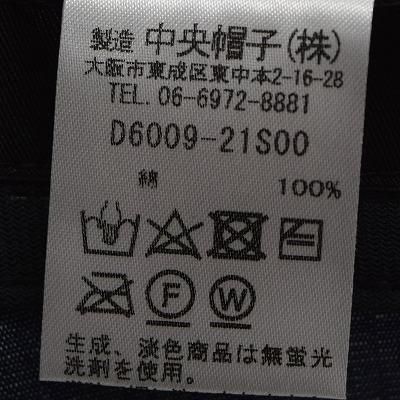 製造 中央帽子(株)
大阪市東成区東中本2-16-28
TEL. 06-6972-8881
D6009-21S00
綿 100%
F W
生成、淡色商品は無蛍光
洗剤を使用。